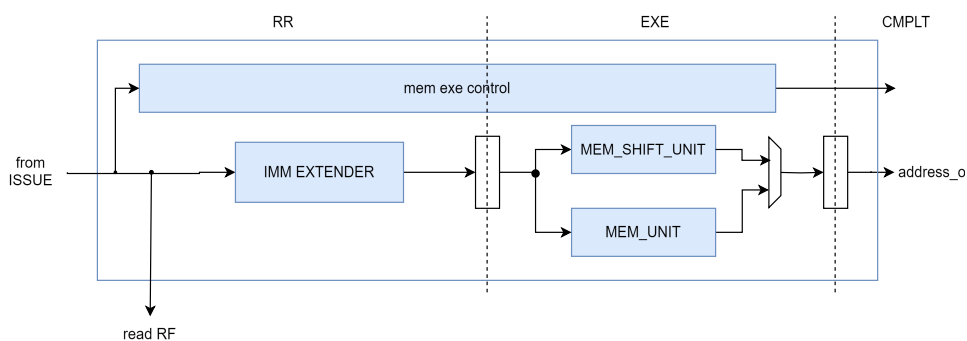 RR
EXE
CMPLT
mem exe control
from
ISSUE
IMM EXTENDER
MEM_SHIFT_UNIT
MEM_UNIT
address_o
read RF